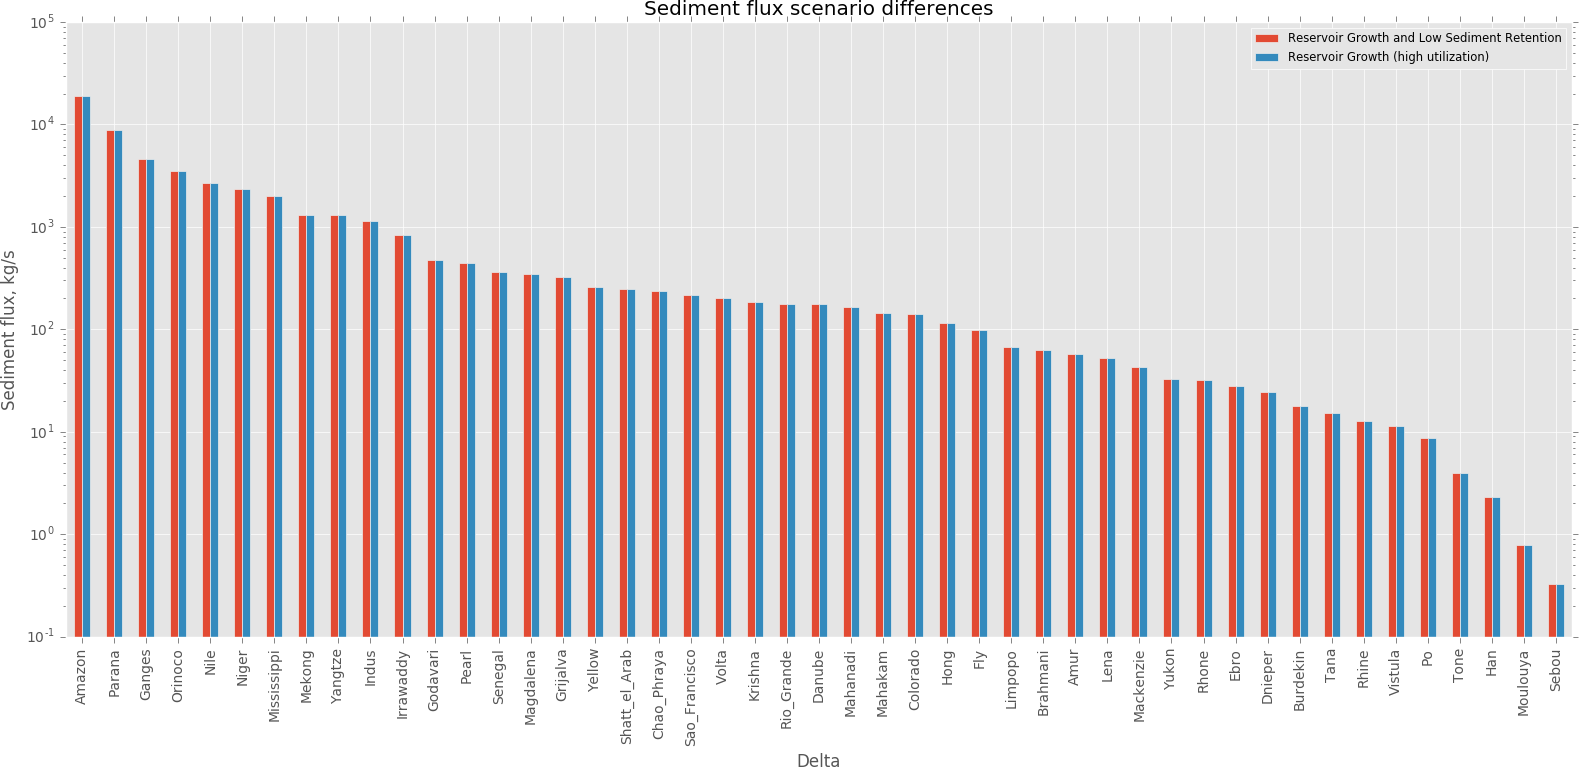 Sediment flux scenario differences
Reservoir Growth and Low Sediment Retention
Reservoir Growth (high utilization)
Sediment flux, kg/s
10^5
10^4
10^3
10^2
10^1
10^0
10^-1
Amazon
Parana
Ganges
Orinoco
Nile
Niger
Mississippi
Mekong
Yangtze
Indus
Irrawaddy
Godavari
Pearl
Senegal
Magdalena
Grijalva
Yellow
Shatt_el_Arab
Chao_Phraya
Sao_Francisco
Volta
Krishna
Rio_Grande
Danube
Mahanadi
Mahakam
Colorado
Hong
Fly
Limpopo
Brahmani
Amur
Lena
Mackenzie
Yukon
Rhone
Ebro
Dnieper
Burdekin
Tana
Rhine
Vistula
Po
Tone
Han
Moulouya
Sebou
Delta